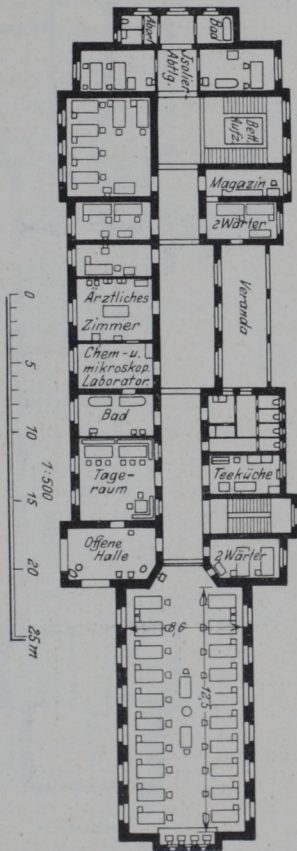 Abort
Bad
Isolier-
Abtlg.
Bett
Aufz.
Magazin
2 Wärter
Ärztliches
Zimmer
Veranda
Chem- u.
mikroskop.
Laborator.
Bad
Tage-
raum
Teeküche
Offene
Halle
2 Wärter
8,6
12,5
0
5
10
15
20
25 m
1:500